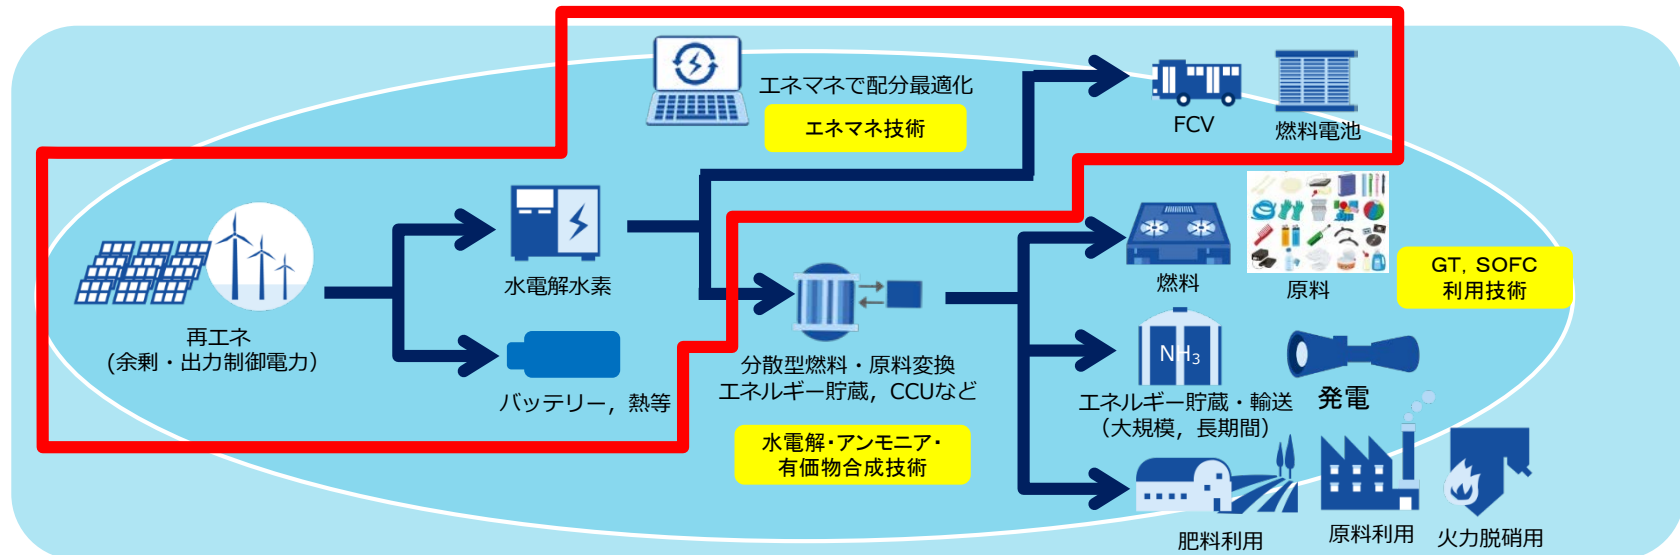 エネマネで配分最適化
エネマネ技術
FCV
燃料電池
水電解水素
再エネ
(余剰・出力制御電力)
バッテリー，熱等
分散型燃料・原料変換
エネルギー貯蔵，CCUなど
水電解・アンモニア・
有価物合成技術
燃料
原料
GT，SOFC
利用技術
NH₃
エネルギー貯蔵・輸送
（大規模，長期間）
発電
肥料利用
原料利用
火力脱硝用